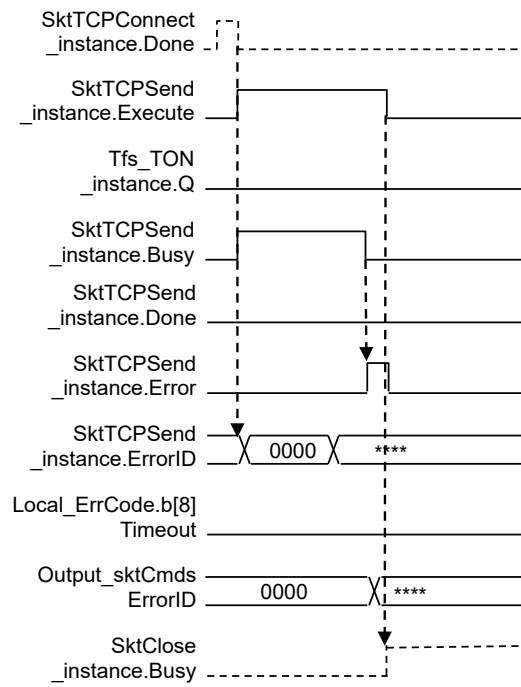 SktTCPConnect
_instance.Done
SktTCPSend
_instance.Execute
Tfs_TON
_instance.Q
SktTCPSend
_instance.Busy
SktTCPSend
_instance.Done
SktTCPSend
_instance.Error
SktTCPSend
_instance.ErrorID
0000
****
Local_ErrCode.b[8]
Timeout
Output_sktCmds
ErrorID
0000
****
SktClose
_instance.Busy